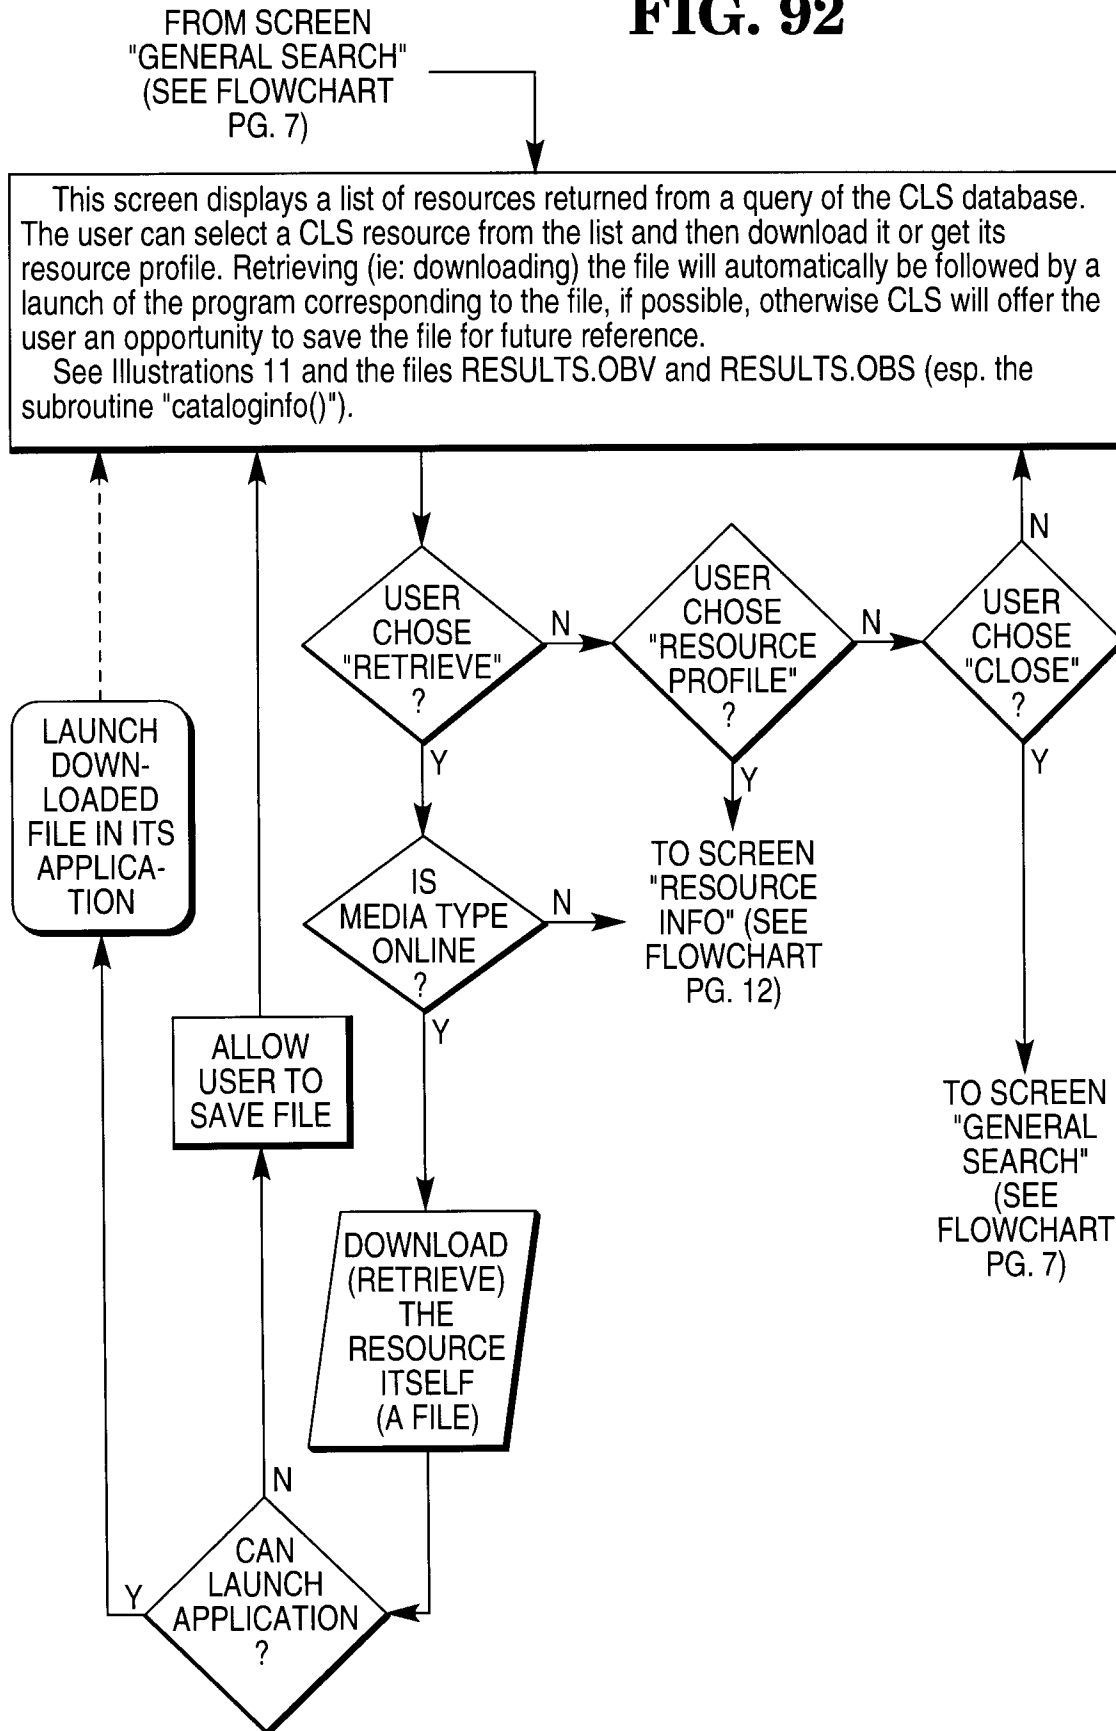 FIG. 92
FROM SCREEN
"GENERAL SEARCH"
(SEE FLOWCHART
PG. 7)
This screen displays a list of resources returned from a query of the CLS database.
The user can select a CLS resource from the list and then download it or get its
resource profile. Retrieving (ie: downloading) the file will automatically be followed by a
launch of the program corresponding to the file, if possible, otherwise CLS will offer the
user an opportunity to save the file for future reference.
See Illustrations 11 and the files RESULTS.OBV and RESULTS.OBS (esp. the
subroutine "cataloginfo()").
USER
CHOSE
"RETRIEVE"
?
N
Y
USER
CHOSE
"RESOURCE
PROFILE"
?
N
Y
USER
CHOSE
"CLOSE"
?
N
Y
LAUNCH
DOWN-
LOADED
FILE IN ITS
APPLICA-
TION
IS
MEDIA TYPE
ONLINE
?
N
Y
TO SCREEN
"RESOURCE
INFO" (SEE
FLOWCHART
PG. 12)
ALLOW
USER TO
SAVE FILE
TO SCREEN
"GENERAL
SEARCH"
(SEE
FLOWCHART
PG. 7)
DOWNLOAD
(RETRIEVE)
THE
RESOURCE
ITSELF
(A FILE)
N
Y
CAN
LAUNCH
APPLICATION
?